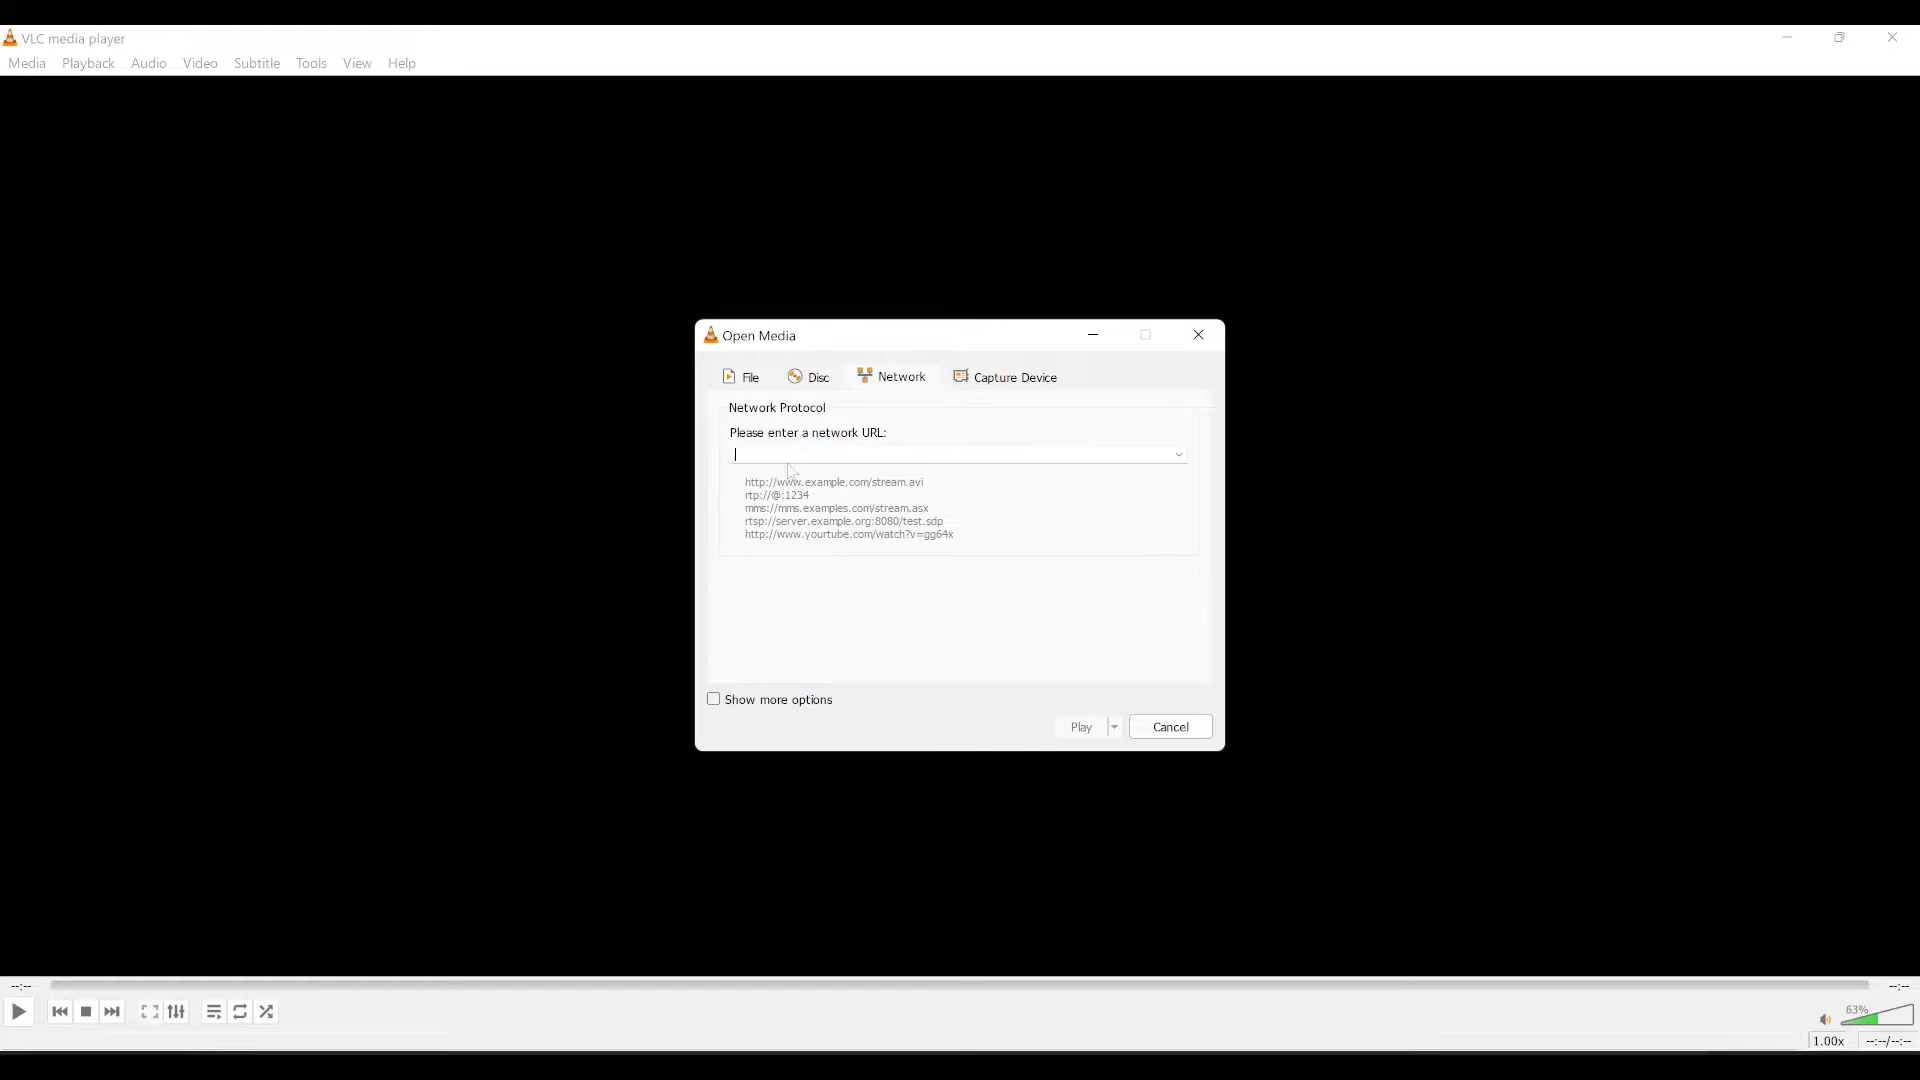 VLC media player
Media Playback Audio Video Subtitle Tools View Help
Open Media
File Disc Network Capture Device
Network Protocol
Please enter a network URL:
http://www.example.com/stream.avi
rtp://@:1234
mms://mms.examples.com/stream.asx
rtsp://server.example.org:8080/test.sdp
http://www.yourtube.com/watch?v=gg64x
Show more options
Play Cancel
--:-- --:--
63%
1.00x --:--/--:--